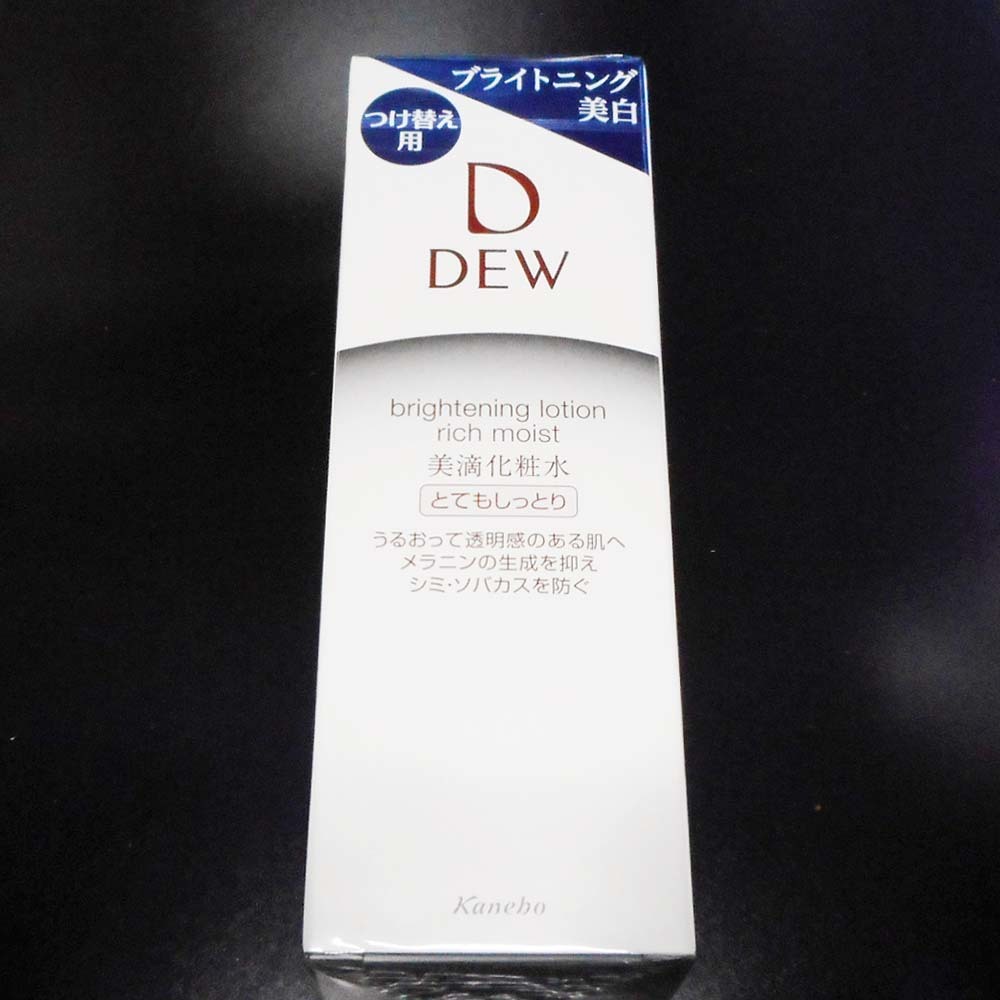 ブライトニング
美白
つけ替え
用
D
DEW
brightening lotion
rich moist
美滴化粧水
とてもしっとり
うるおって透明感のある肌へ
メラニンの生成を抑え
シミ・ソバカスを防ぐ
Kanebo